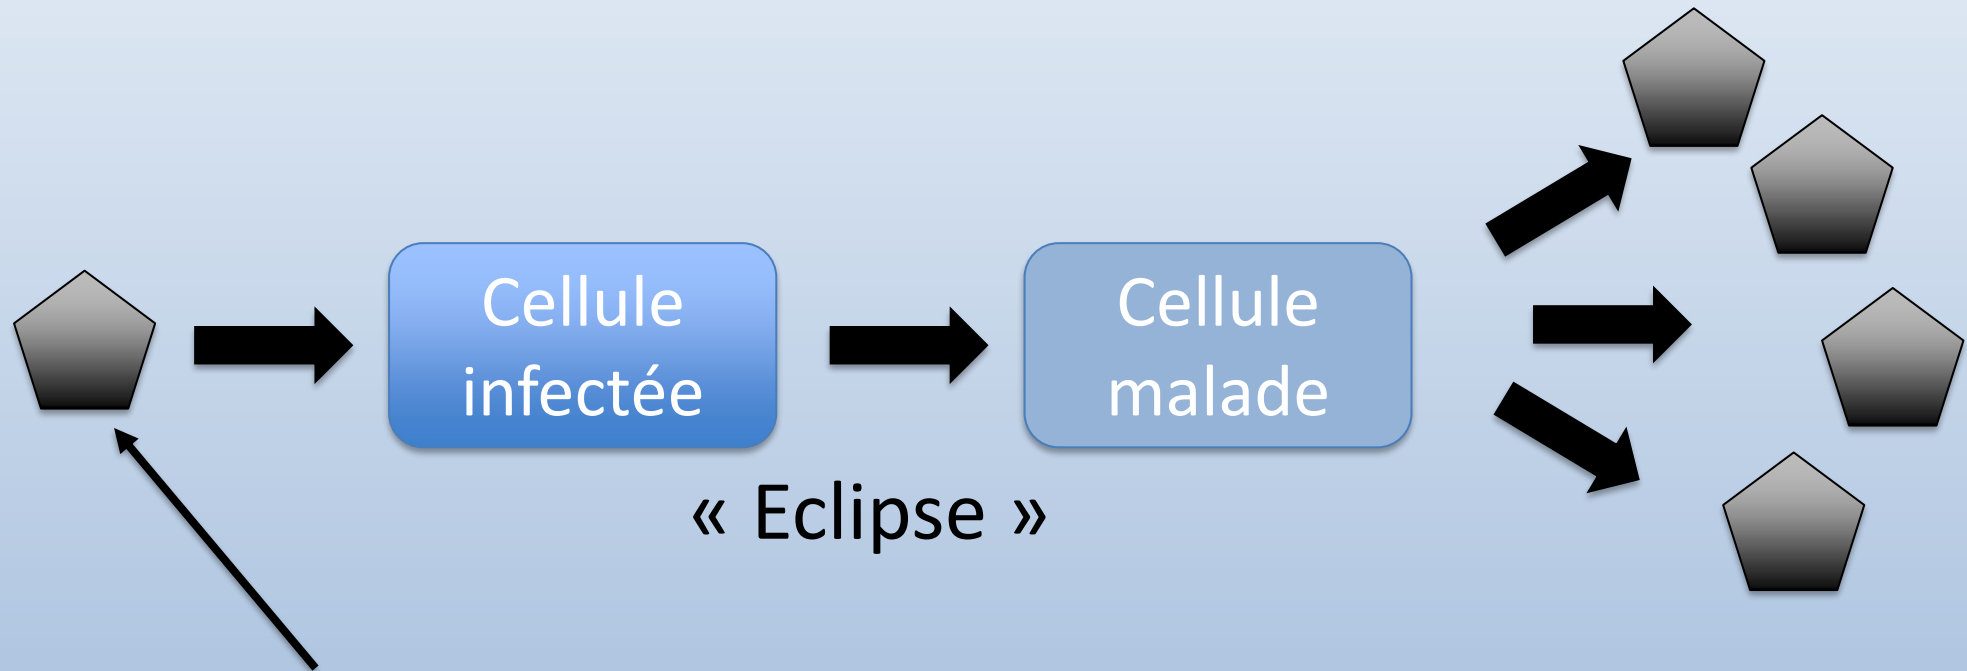 Cellule
infectée
Cellule
malade
« Eclipse »